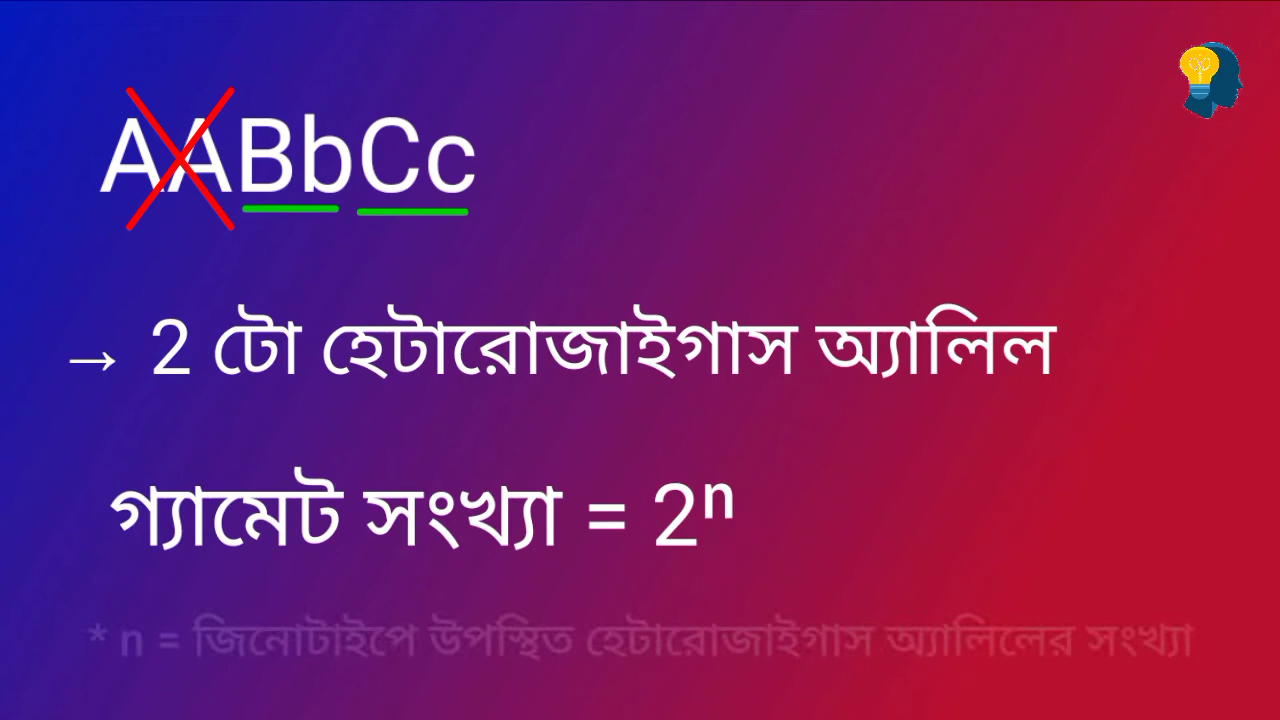 AABbCc
→ 2 টো হেটারোজাইগাস অ্যালিল
গ্যামেট সংখ্যা = 2ⁿ
* n = জিনোটাইপে উপস্থিত হেটারোজাইগাস অ্যালিলের সংখ্যা